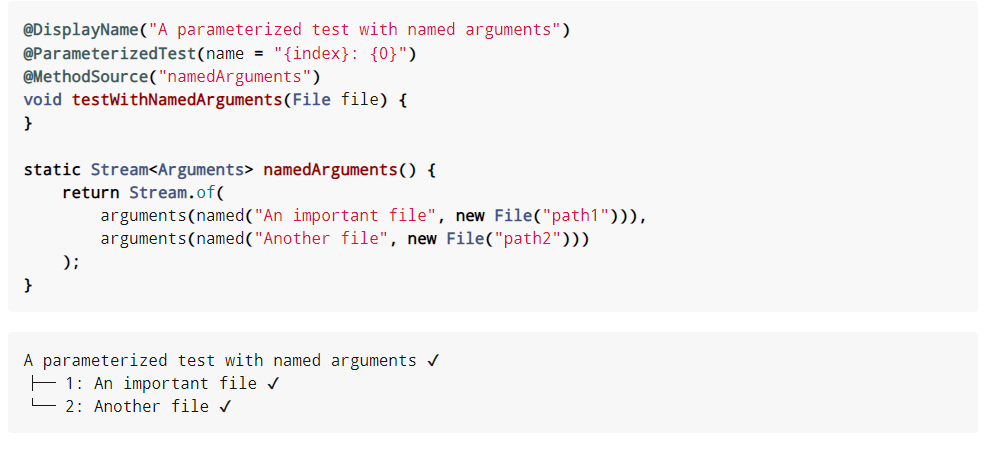 @DisplayName("A parameterized test with named arguments")
@ParameterizedTest(name = "{index}: {0}")
@MethodSource("namedArguments")
void testWithNamedArguments(File file) {
}

static Stream<Arguments> namedArguments() {
    return Stream.of(
        arguments(named("An important file", new File("path1"))),
        arguments(named("Another file", new File("path2")))
    );
}

A parameterized test with named arguments ✓
├─ 1: An important file ✓
└─ 2: Another file ✓